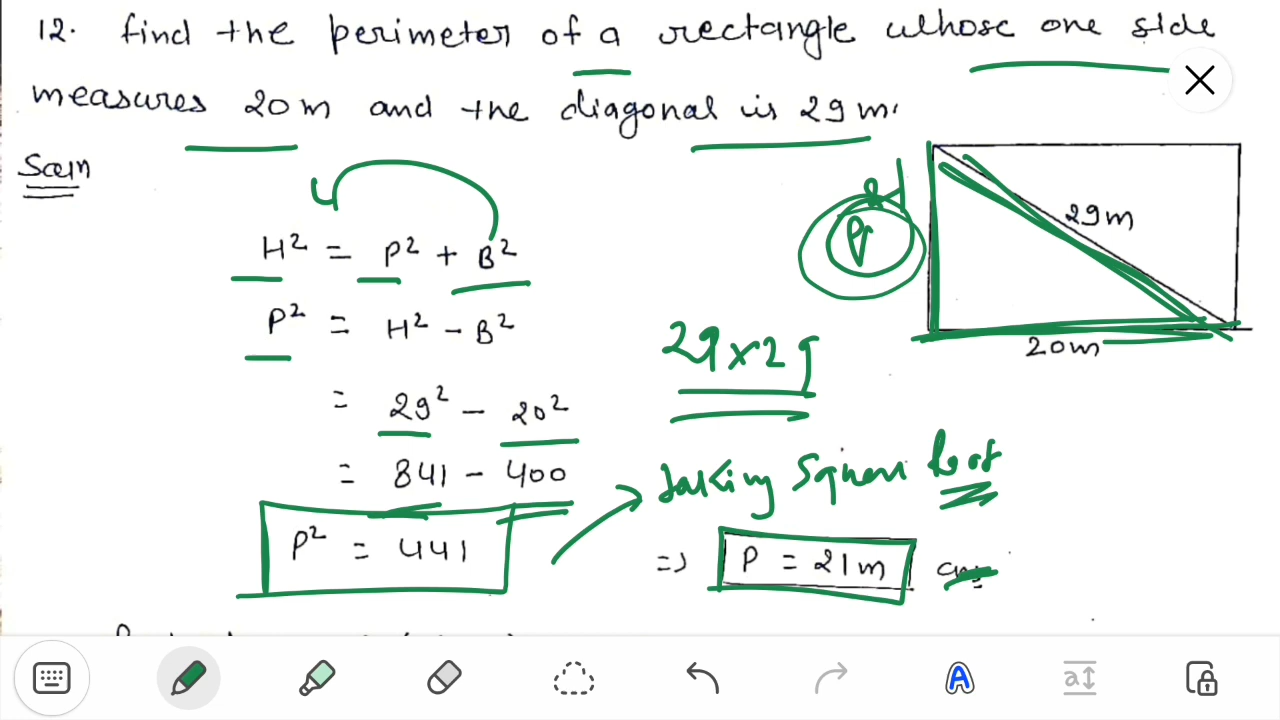 12. find the perimeter of a rectangle whose one side
measures 20 m and the diagonal is 29 m.
Soln
H² = P² + B²
P² = H² - B²
= 29² - 20²
= 841 - 400
P² = 441
29m
20m
P
29 x 29
taking Square Root
=> P = 21 m
A
a